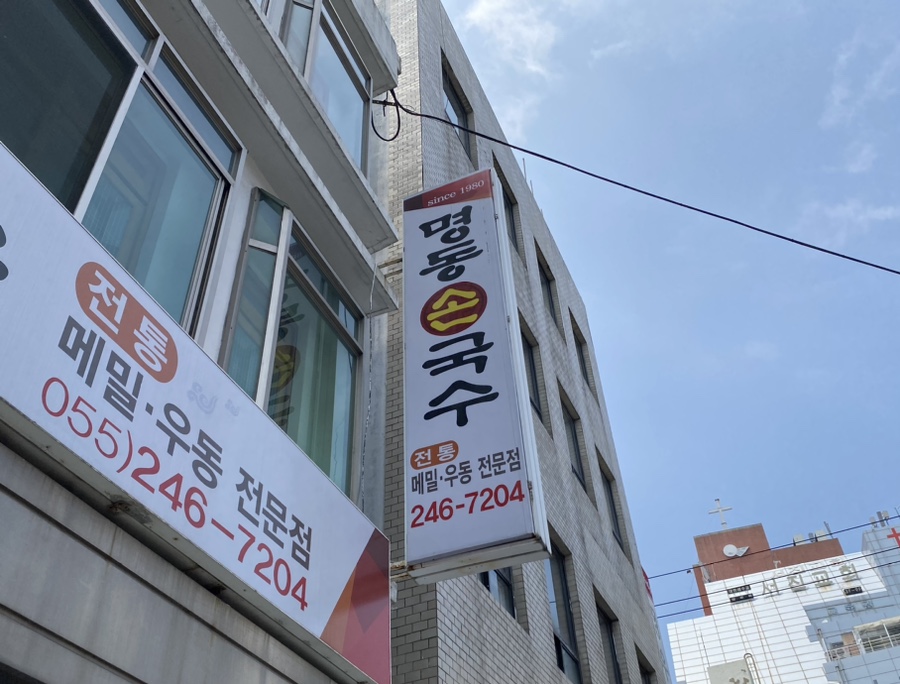 전통
메밀·우동 전문점
055)246-7204
since 1980
명동손국수
전통
메밀·우동 전문점
246-7204